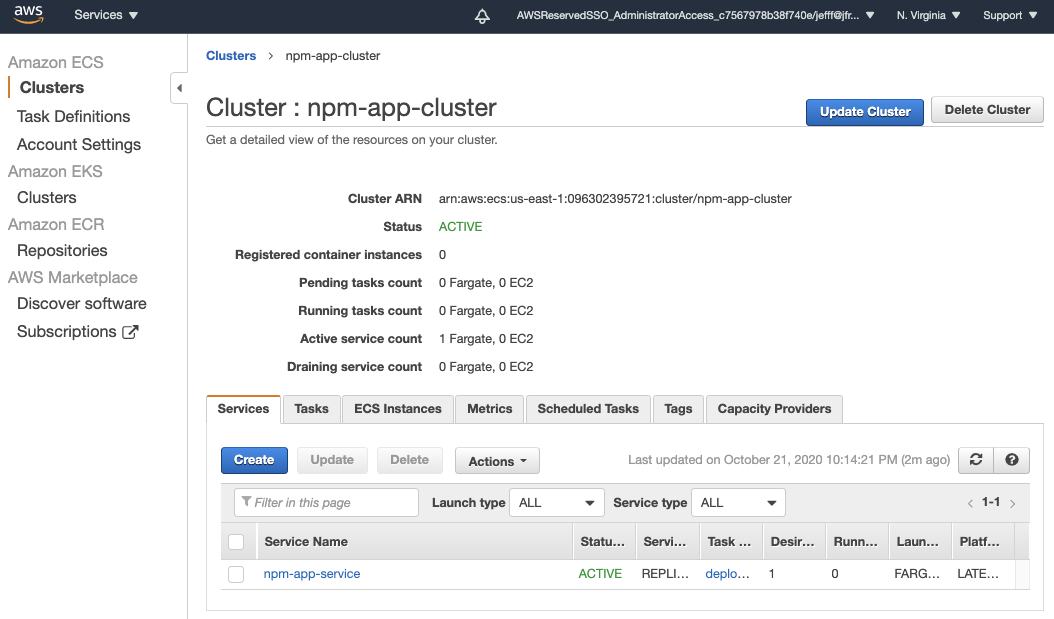 aws
Services
AWSReservedSSO_AdministratorAccess_c7567978b38f740e/jefff@jfr...
N. Virginia
Support
Amazon ECS
Clusters
Task Definitions
Account Settings
Amazon EKS
Clusters
Amazon ECR
Repositories
AWS Marketplace
Discover software
Subscriptions
Clusters > npm-app-cluster
Cluster : npm-app-cluster
Update Cluster
Delete Cluster
Get a detailed view of the resources on your cluster.
Cluster ARN arn:aws:ecs:us-east-1:096302395721:cluster/npm-app-cluster
Status ACTIVE
Registered container instances 0
Pending tasks count 0 Fargate, 0 EC2
Running tasks count 0 Fargate, 0 EC2
Active service count 1 Fargate, 0 EC2
Draining service count 0 Fargate, 0 EC2
Services Tasks ECS Instances Metrics Scheduled Tasks Tags Capacity Providers
Create Update Delete Actions Last updated on October 21, 2020 10:14:21 PM (2m ago)
Filter in this page Launch type ALL Service type ALL < 1-1 >
Service Name Statu... Servi... Task ... Desir... Runn... Laun... Platf...
npm-app-service ACTIVE REPLI... deplo... 1 0 FARG... LATE...